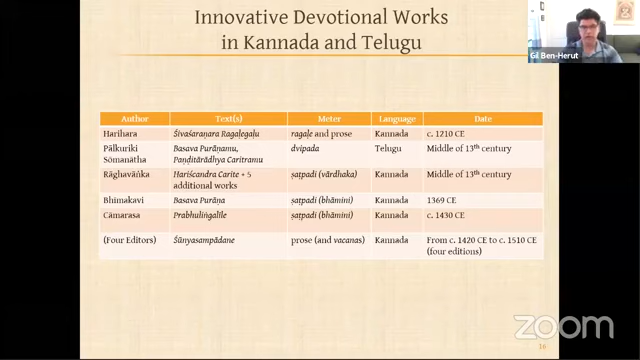 Innovative Devotional Works
in Kannada and Telugu
Gil Ben-Herut
Author Text(s) Meter Language Date
Harihara Śivaśaraṇara Ragaḷegaḷu ragaḷe and prose Kannada c. 1210 CE
Pālkuriki Sōmanātha Basava Purāṇamu, Paṇḍitārādhya Caritramu dvipada Telugu Middle of 13th century
Rāghavāṅka Hariścandra Carite + 5 additional works ṣaṭpadi (vārdhaka) Kannada Middle of 13th century
Bhīmakavi Basava Purāṇa ṣaṭpadi (bhāmini) Kannada 1369 CE
Cāmarasa Prabhuliṅgalīle ṣaṭpadi (bhāmini) Kannada c. 1430 CE
(Four Editors) Śūnyasampādane prose (and vacanas) Kannada From c. 1420 CE to c. 1510 CE (four editions)
zoom
16